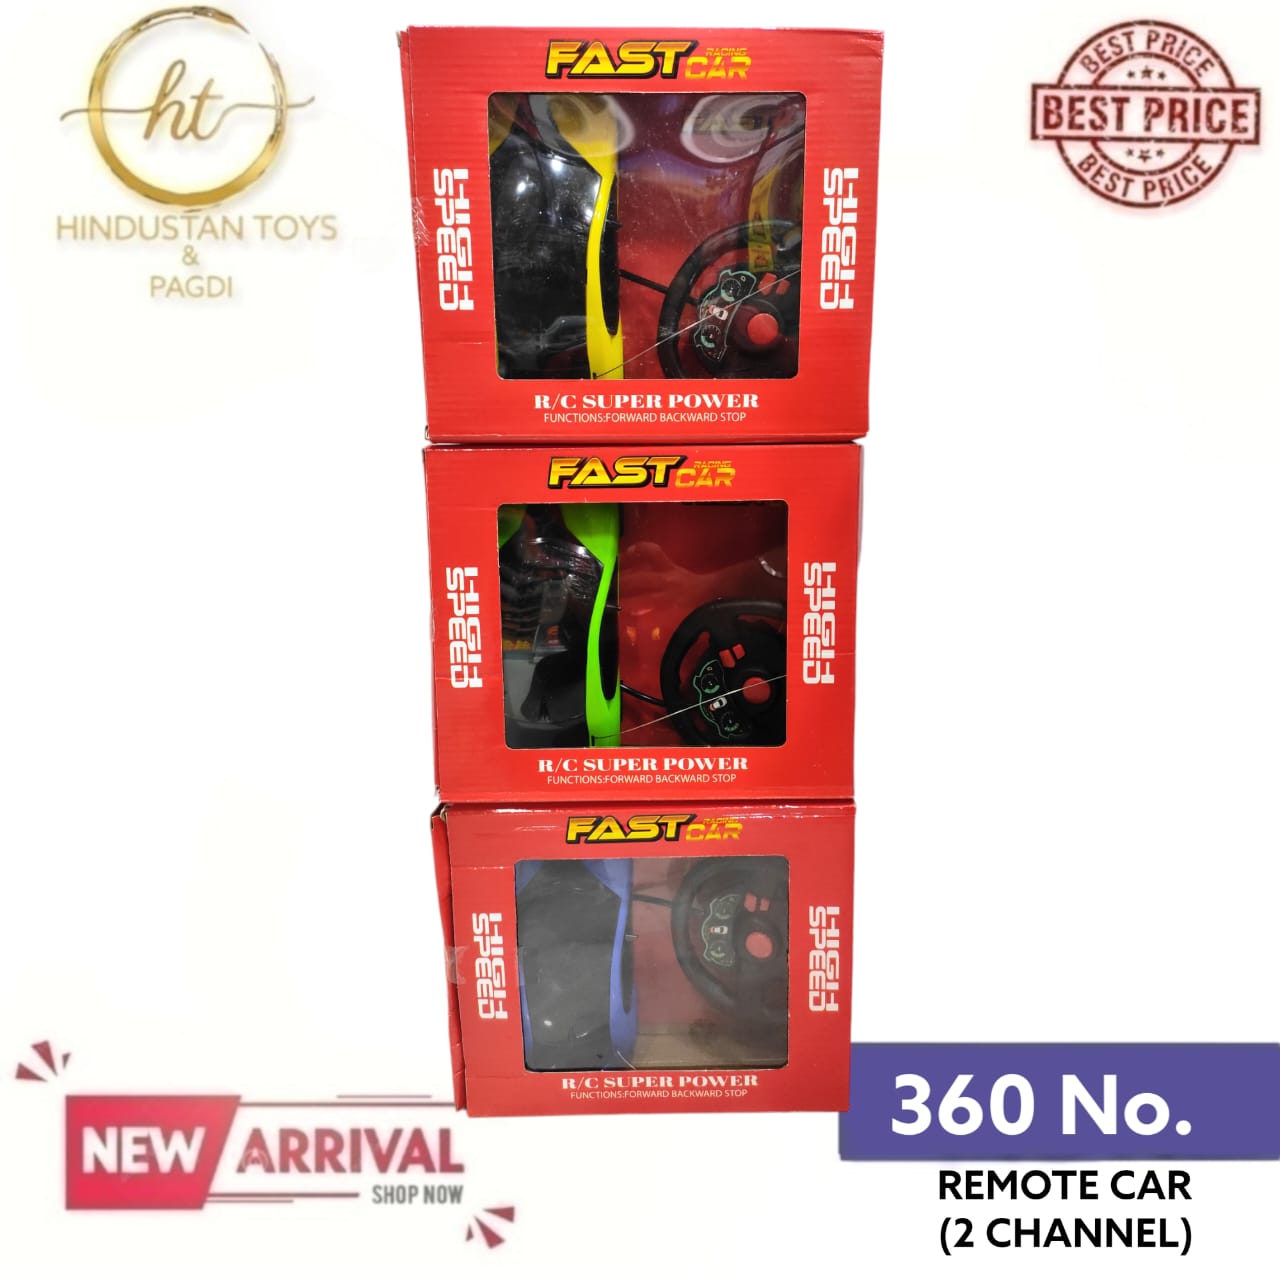 ht
HINDUSTAN TOYS
&
PAGDI
BEST PRICE
BEST PRICE
BEST PRICE
FAST RACING CAR
HIGH SPEED
HIGH SPEED
R/C SUPER POWER
FUNCTIONS:FORWARD BACKWARD STOP
FAST RACING CAR
HIGH SPEED
HIGH SPEED
R/C SUPER POWER
FUNCTIONS:FORWARD BACKWARD STOP
FAST RACING CAR
HIGH SPEED
HIGH SPEED
R/C SUPER POWER
FUNCTIONS:FORWARD BACKWARD STOP
NEW ARRIVAL
SHOP NOW
360 No.
REMOTE CAR
(2 CHANNEL)